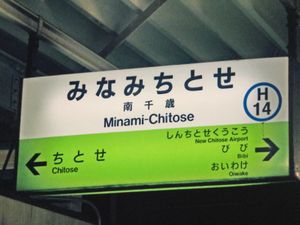 みなみちとせ
南千歳
Minami-Chitose
H
14
ちとせ
Chitose
しんちとせくうこう
New Chitose Airport
びび
Bibi
おいわけ
Oiwake